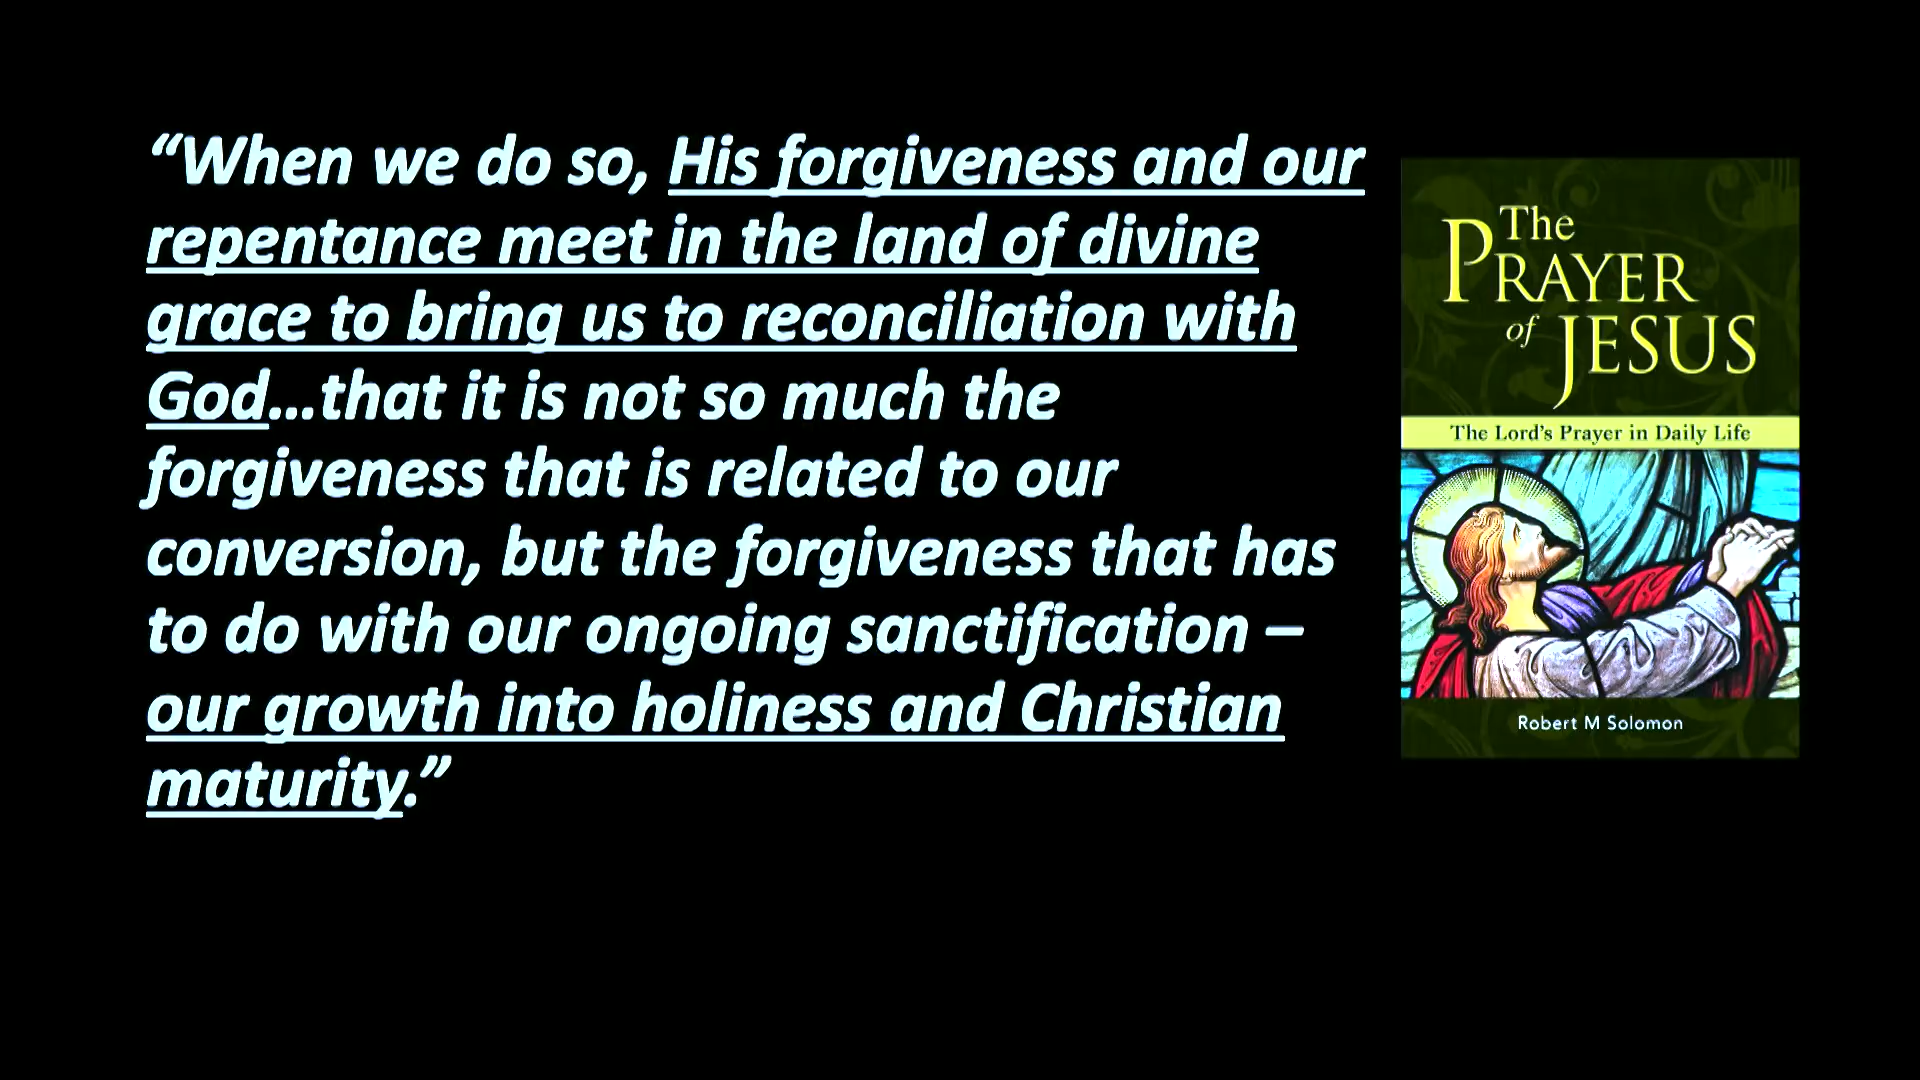 “When we do so, His forgiveness and our
repentance meet in the land of divine
grace to bring us to reconciliation with
God…that it is not so much the
forgiveness that is related to our
conversion, but the forgiveness that has
to do with our ongoing sanctification –
our growth into holiness and Christian
maturity.”
The
PRAYER
of JESUS
The Lord's Prayer in Daily Life
Robert M Solomon